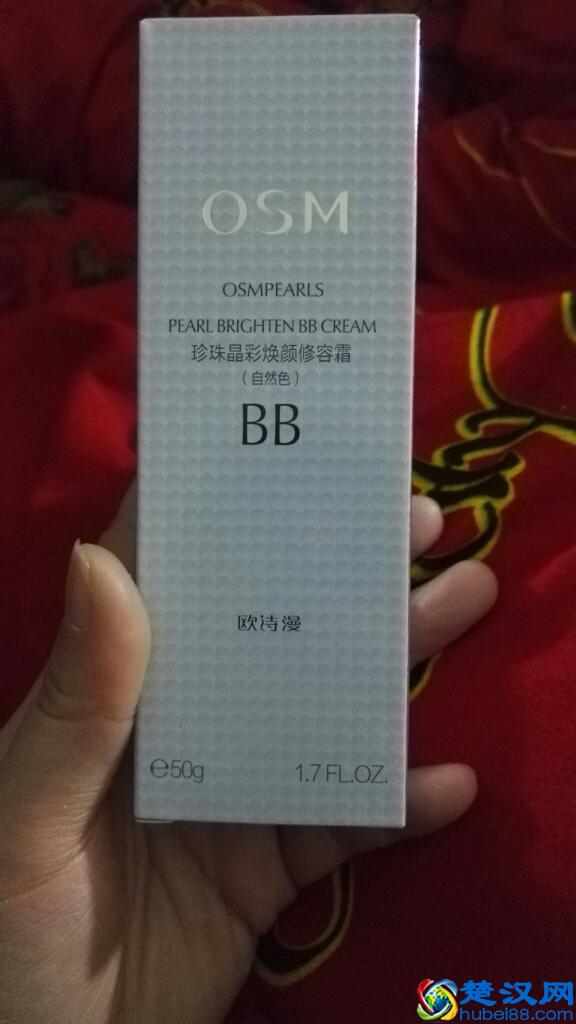 OSM
OSMPEARLS
PEARL BRIGHTEN BB CREAM
珍珠晶彩焕颜修容霜
（自然色）
BB
欧诗漫
℮50g 1.7 FL.OZ.
楚汉网
hubei88.com